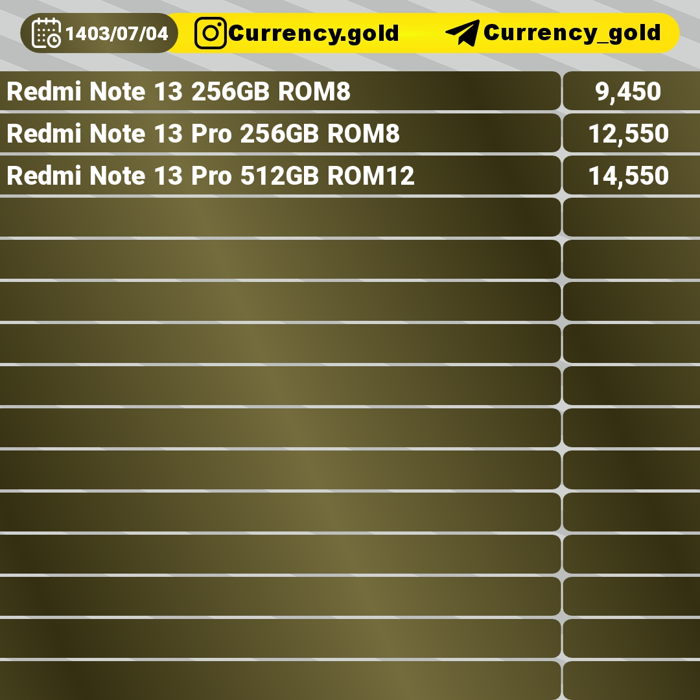 1403/07/04 Currency.gold Currency_gold
Redmi Note 13 256GB ROM8 9,450
Redmi Note 13 Pro 256GB ROM8 12,550
Redmi Note 13 Pro 512GB ROM12 14,550